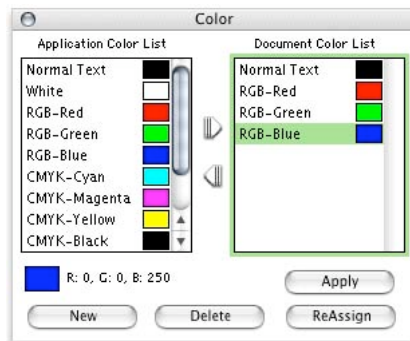 Color
Application Color List
Normal Text
White
RGB-Red
RGB-Green
RGB-Blue
CMYK-Cyan
CMYK-Magenta
CMYK-Yellow
CMYK-Black
Document Color List
Normal Text
RGB-Red
RGB-Green
RGB-Blue
R: 0, G: 0, B: 250
Apply
New
Delete
ReAssign